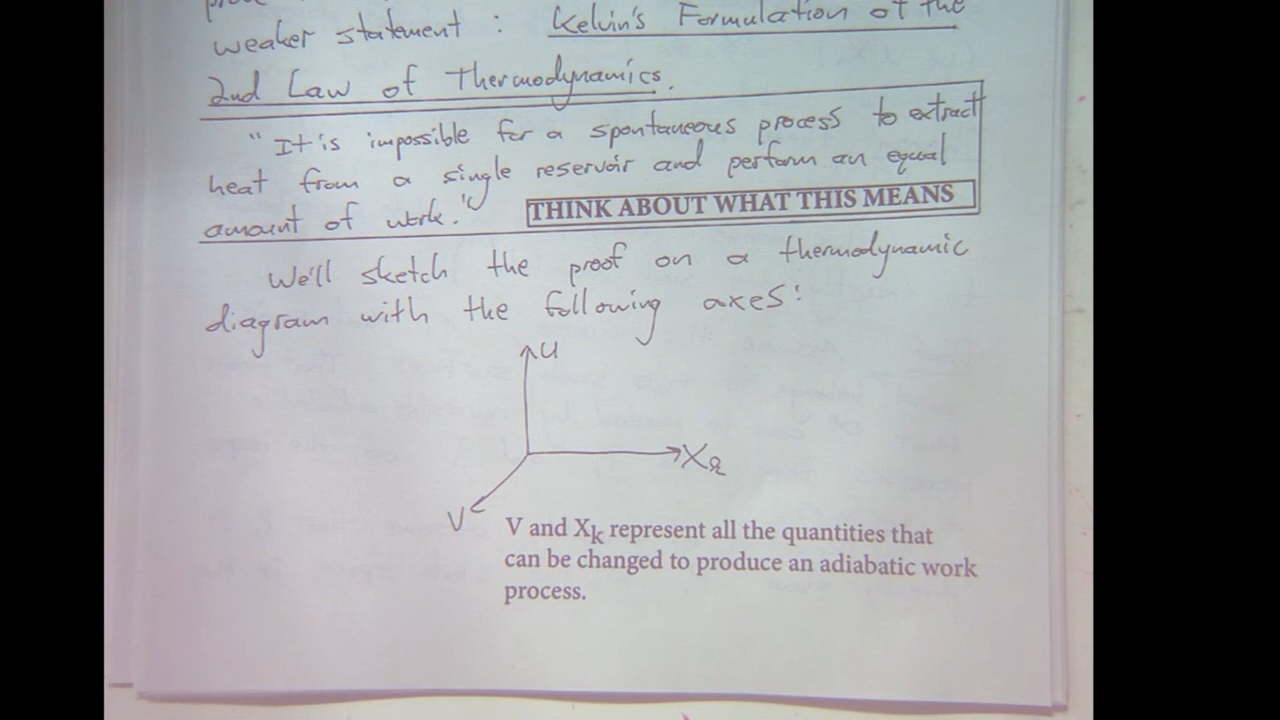 weaker statement : Kelvin's Formulation of the
2nd Law of Thermodynamics.
"It is impossible for a spontaneous process to extract
heat from a single reservoir and perform an equal
amount of work."
THINK ABOUT WHAT THIS MEANS
We'll sketch the proof on a thermodynamic
diagram with the following axes:
U
Xk
V
V and Xk represent all the quantities that
can be changed to produce an adiabatic work
process.